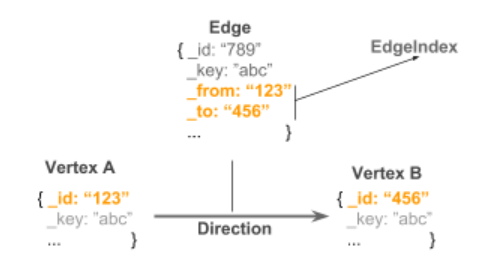 Edge
{ _id: “789”
_key: ”abc”
_from: “123”
_to: “456”
... }
EdgeIndex
Vertex A
{ _id: “123”
_key: ”abc”
... }
Direction
Vertex B
{ _id: “456”
_key: ”abc”
... }